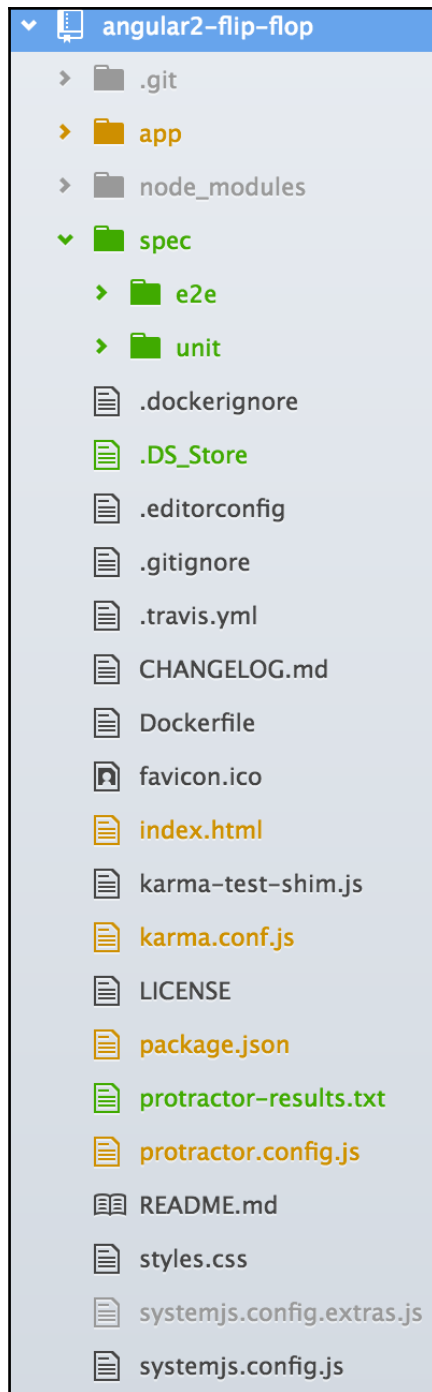 angular2-flip-flop
.git
app
node_modules
spec
e2e
unit
.dockerignore
.DS_Store
.editorconfig
.gitignore
.travis.yml
CHANGELOG.md
Dockerfile
favicon.ico
index.html
karma-test-shim.js
karma.conf.js
LICENSE
package.json
protractor-results.txt
protractor.config.js
README.md
styles.css
systemjs.config.extras.js
systemjs.config.js